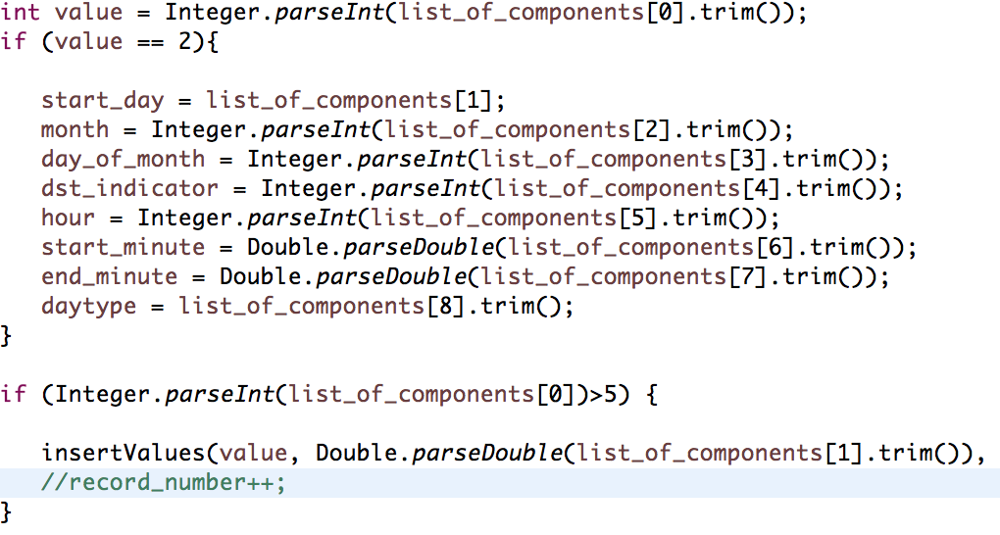 int value = Integer.parseInt(list_of_components[0].trim());
if (value == 2){
start_day = list_of_components[1];
month = Integer.parseInt(list_of_components[2].trim());
day_of_month = Integer.parseInt(list_of_components[3].trim());
dst_indicator = Integer.parseInt(list_of_components[4].trim());
hour = Integer.parseInt(list_of_components[5].trim());
start_minute = Double.parseDouble(list_of_components[6].trim());
end_minute = Double.parseDouble(list_of_components[7].trim());
daytype = list_of_components[8].trim();
}
if (Integer.parseInt(list_of_components[0])>5) {
insertValues(value, Double.parseDouble(list_of_components[1].trim()),
//record_number++;
}